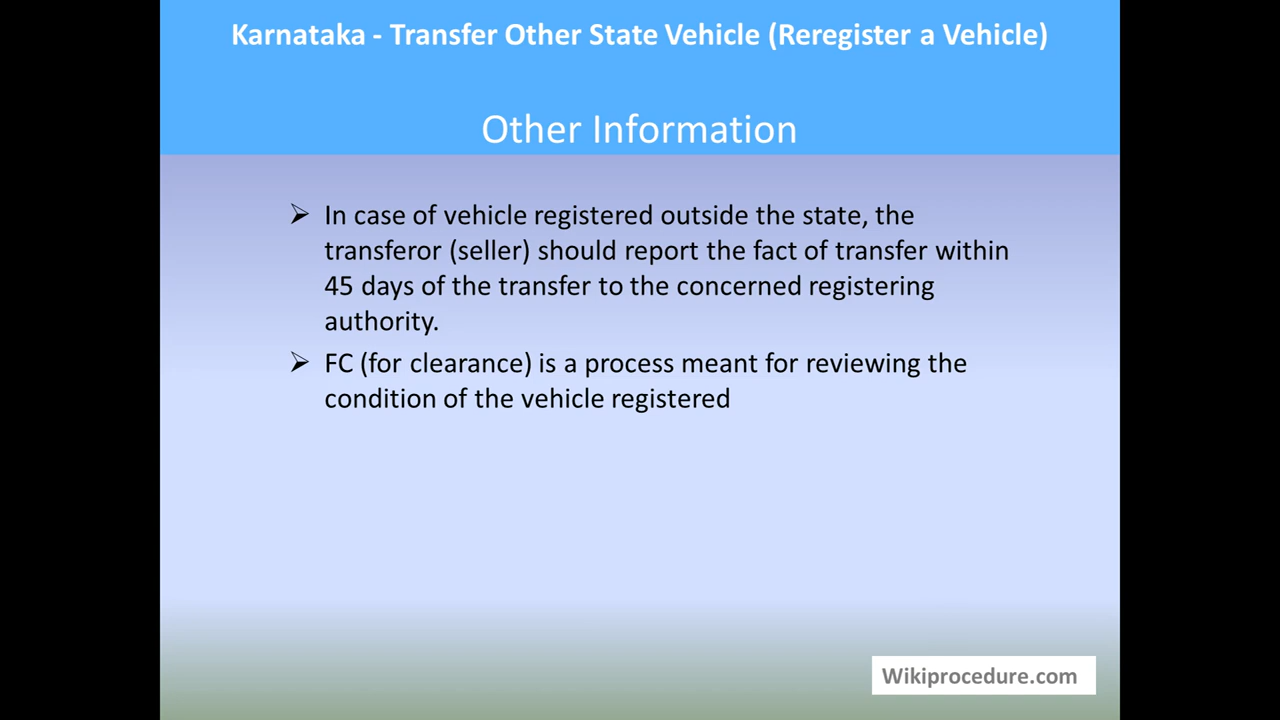 Karnataka - Transfer Other State Vehicle (Reregister a Vehicle)
Other Information
➢ In case of vehicle registered outside the state, the
transferor (seller) should report the fact of transfer within
45 days of the transfer to the concerned registering
authority.
➢ FC (for clearance) is a process meant for reviewing the
condition of the vehicle registered
Wikiprocedure.com